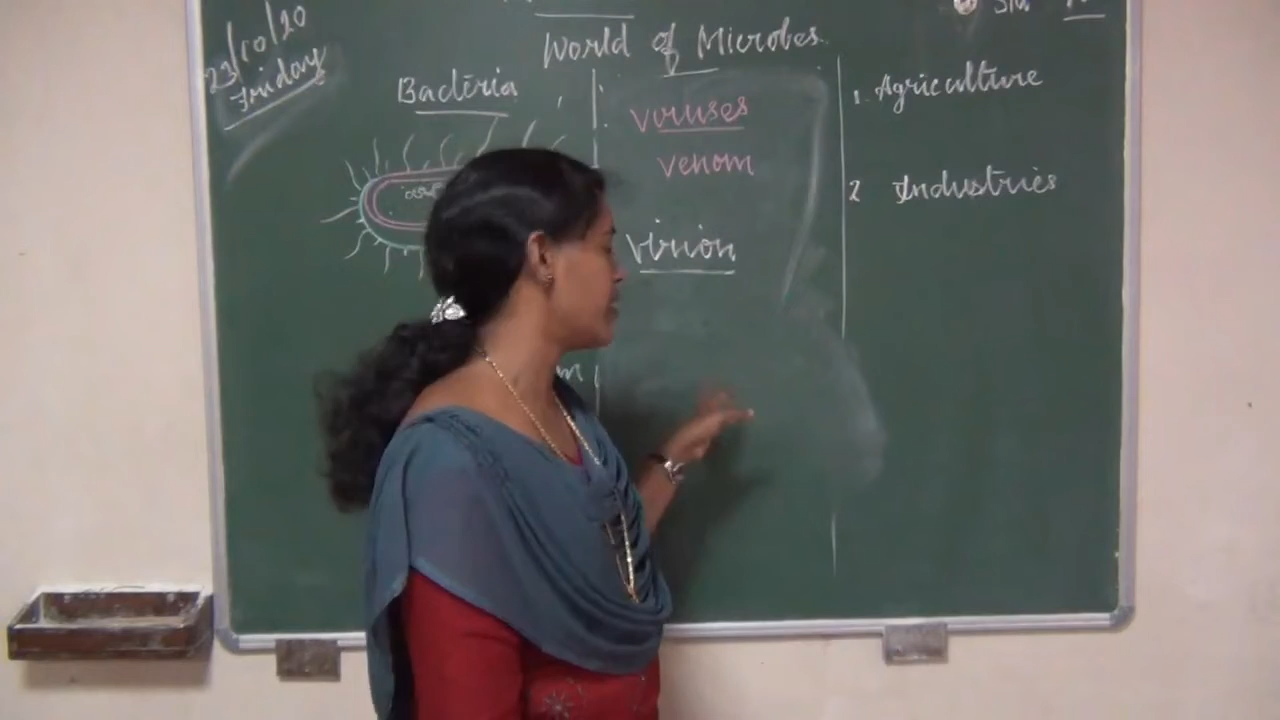 23/10/20
Friday
World of Microbes
Bacteria
viruses
venom
virion
1. Agriculture
2 Industries